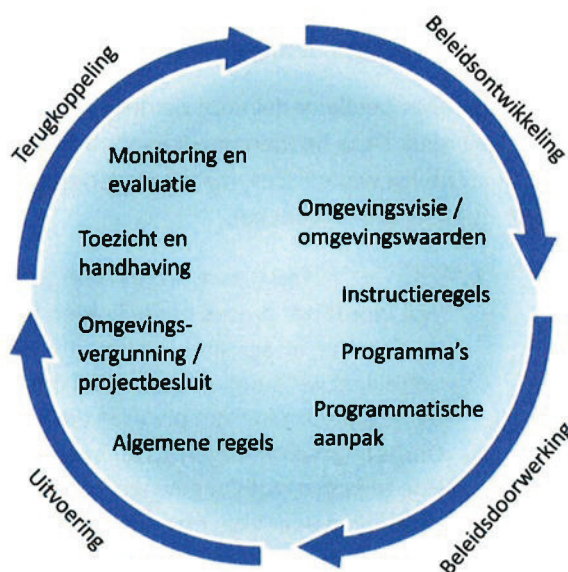 Terugkoppeling
Beleidsontwikkeling
Monitoring en
evaluatie
Omgevingsvisie /
omgevingswaarden
Toezicht en
handhaving
Instructieregels
Omgevings-
vergunning /
projectbesluit
Programma's
Programmatische
aanpak
Algemene regels
Uitvoering
Beleidsdoorwerking